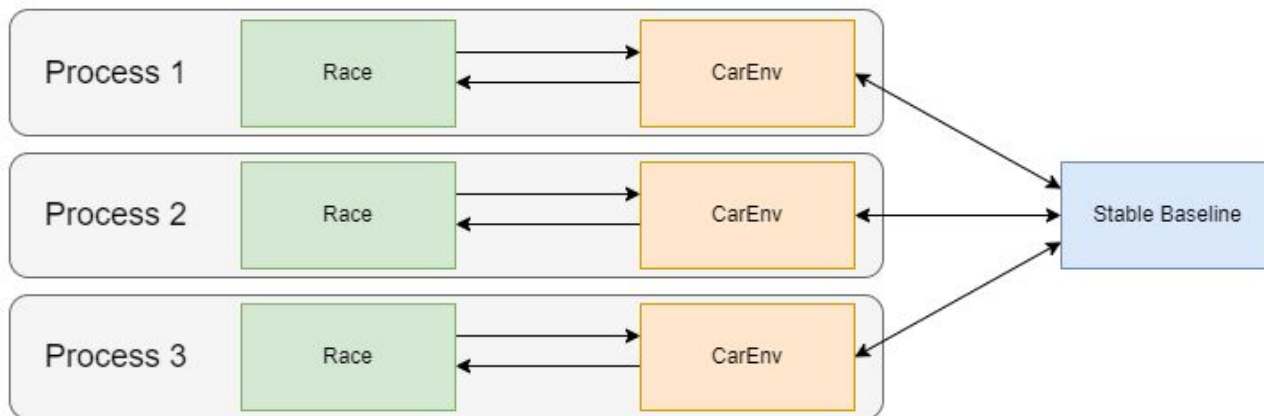 Process 1
Race
CarEnv
Process 2
Race
CarEnv
Stable Baseline
Process 3
Race
CarEnv